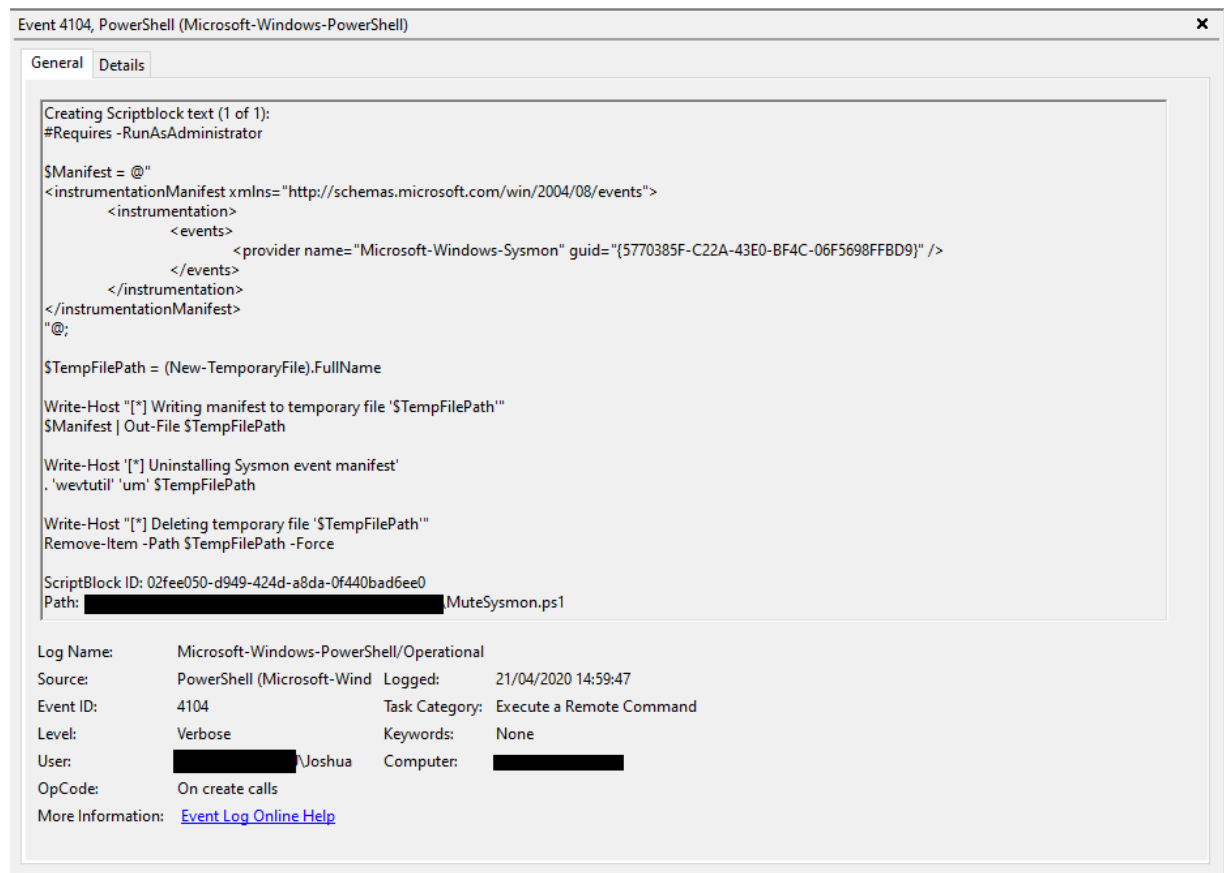 Event 4104, PowerShell (Microsoft-Windows-PowerShell)
General Details
Creating Scriptblock text (1 of 1):
#Requires -RunAsAdministrator
$Manifest = @"
<instrumentationManifest xmlns="http://schemas.microsoft.com/win/2004/08/events">
<instrumentation>
<events>
<provider name="Microsoft-Windows-Sysmon" guid="{5770385F-C22A-43E0-BF4C-06F5698FFBD9}" />
</events>
</instrumentation>
</instrumentationManifest>
"@;
$TempFilePath = (New-TemporaryFile).FullName
Write-Host "[*] Writing manifest to temporary file '$TempFilePath'"
$Manifest | Out-File $TempFilePath
Write-Host '[*] Uninstalling Sysmon event manifest'
. 'wevtutil' 'um' $TempFilePath
Write-Host "[*] Deleting temporary file '$TempFilePath'"
Remove-Item -Path $TempFilePath -Force
ScriptBlock ID: 02fee050-d949-424d-a8da-0f440bad6ee0
Path: \MuteSysmon.ps1
Log Name: Microsoft-Windows-PowerShell/Operational
Source: PowerShell (Microsoft-Wind Logged: 21/04/2020 14:59:47
Event ID: 4104 Task Category: Execute a Remote Command
Level: Verbose Keywords: None
User: \Joshua Computer:
OpCode: On create calls
More Information: Event Log Online Help